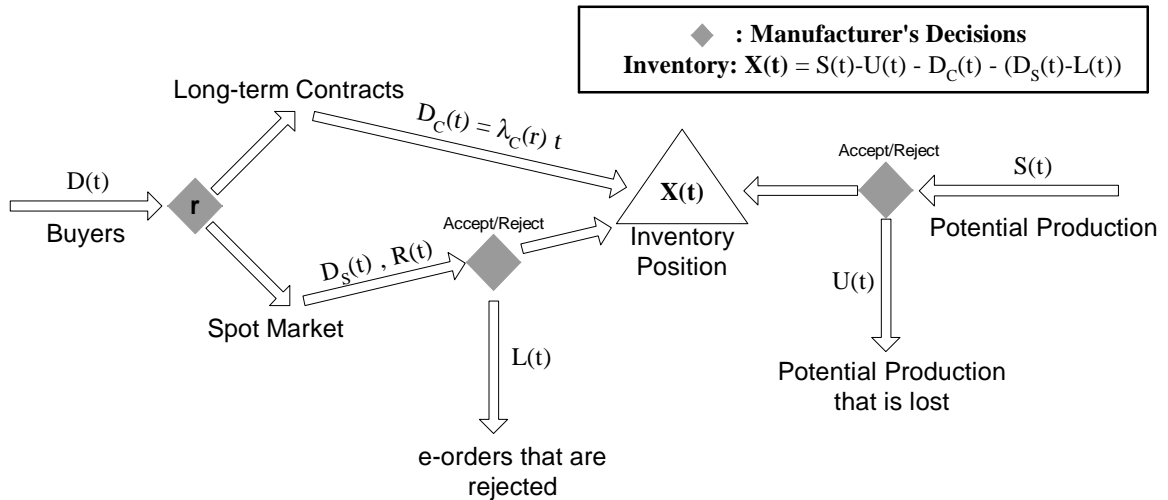 : Manufacturer's Decisions
Inventory: X(t) = S(t)-U(t) - D_C(t) - (D_S(t)-L(t))
Long-term Contracts
D_C(t) = λ_C(r) t
D(t)
r
Buyers
Accept/Reject
D_S(t) , R(t)
Spot Market
L(t)
e-orders that are
rejected
X(t)
Inventory
Position
Accept/Reject
S(t)
Potential Production
U(t)
Potential Production
that is lost